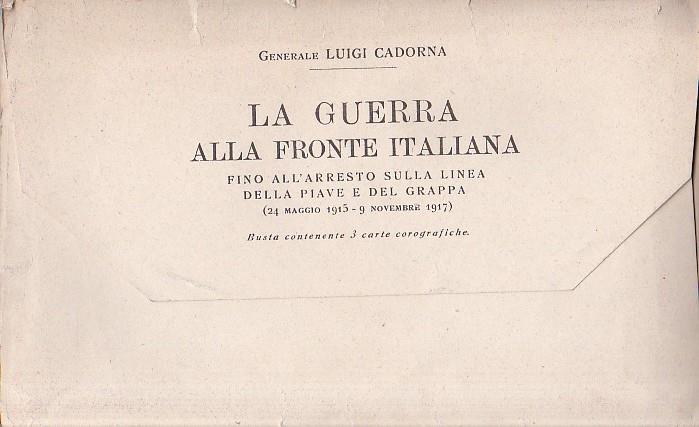 Generale LUIGI CADORNA
LA GUERRA
ALLA FRONTE ITALIANA
FINO ALL'ARRESTO SULLA LINEA
DELLA PIAVE E DEL GRAPPA
(24 MAGGIO 1915 - 9 NOVEMBRE 1917)
Busta contenente 3 carte corografiche.